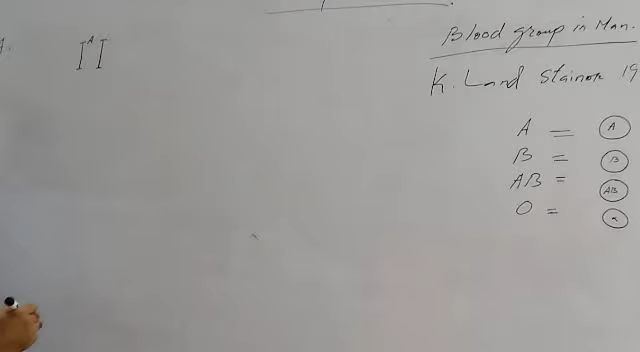 Blood group in Man.
K. Land Stainer 19
I^A I
A = A
B = B
AB = AB
O =